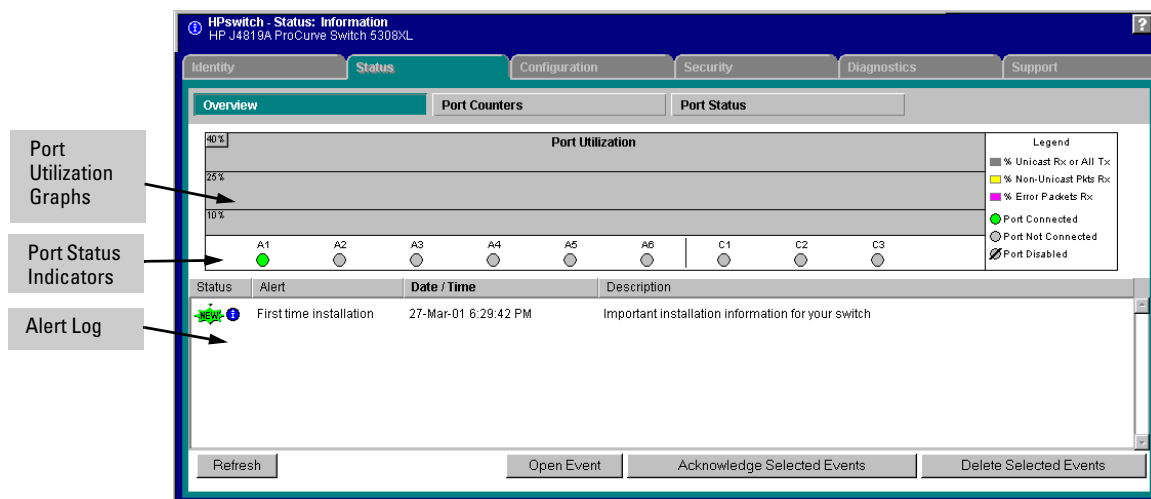 HPswitch - Status: Information
HP J4819A ProCurve Switch 5308XL
?
Identity
Status
Configuration
Security
Diagnostics
Support
Overview
Port Counters
Port Status
Port Utilization Graphs
40%
Port Utilization
25%
10%
Legend
% Unicast Rx or All Tx
% Non-Unicast Pkts Rx
% Error Packets Rx
Port Connected
Port Not Connected
Port Disabled
Port Status Indicators
A1 A2 A3 A4 A5 A6 C1 C2 C3
Status Alert Date / Time Description
Alert Log
NEW i First time installation 27-Mar-01 6:29:42 PM Important installation information for your switch
Refresh
Open Event
Acknowledge Selected Events
Delete Selected Events